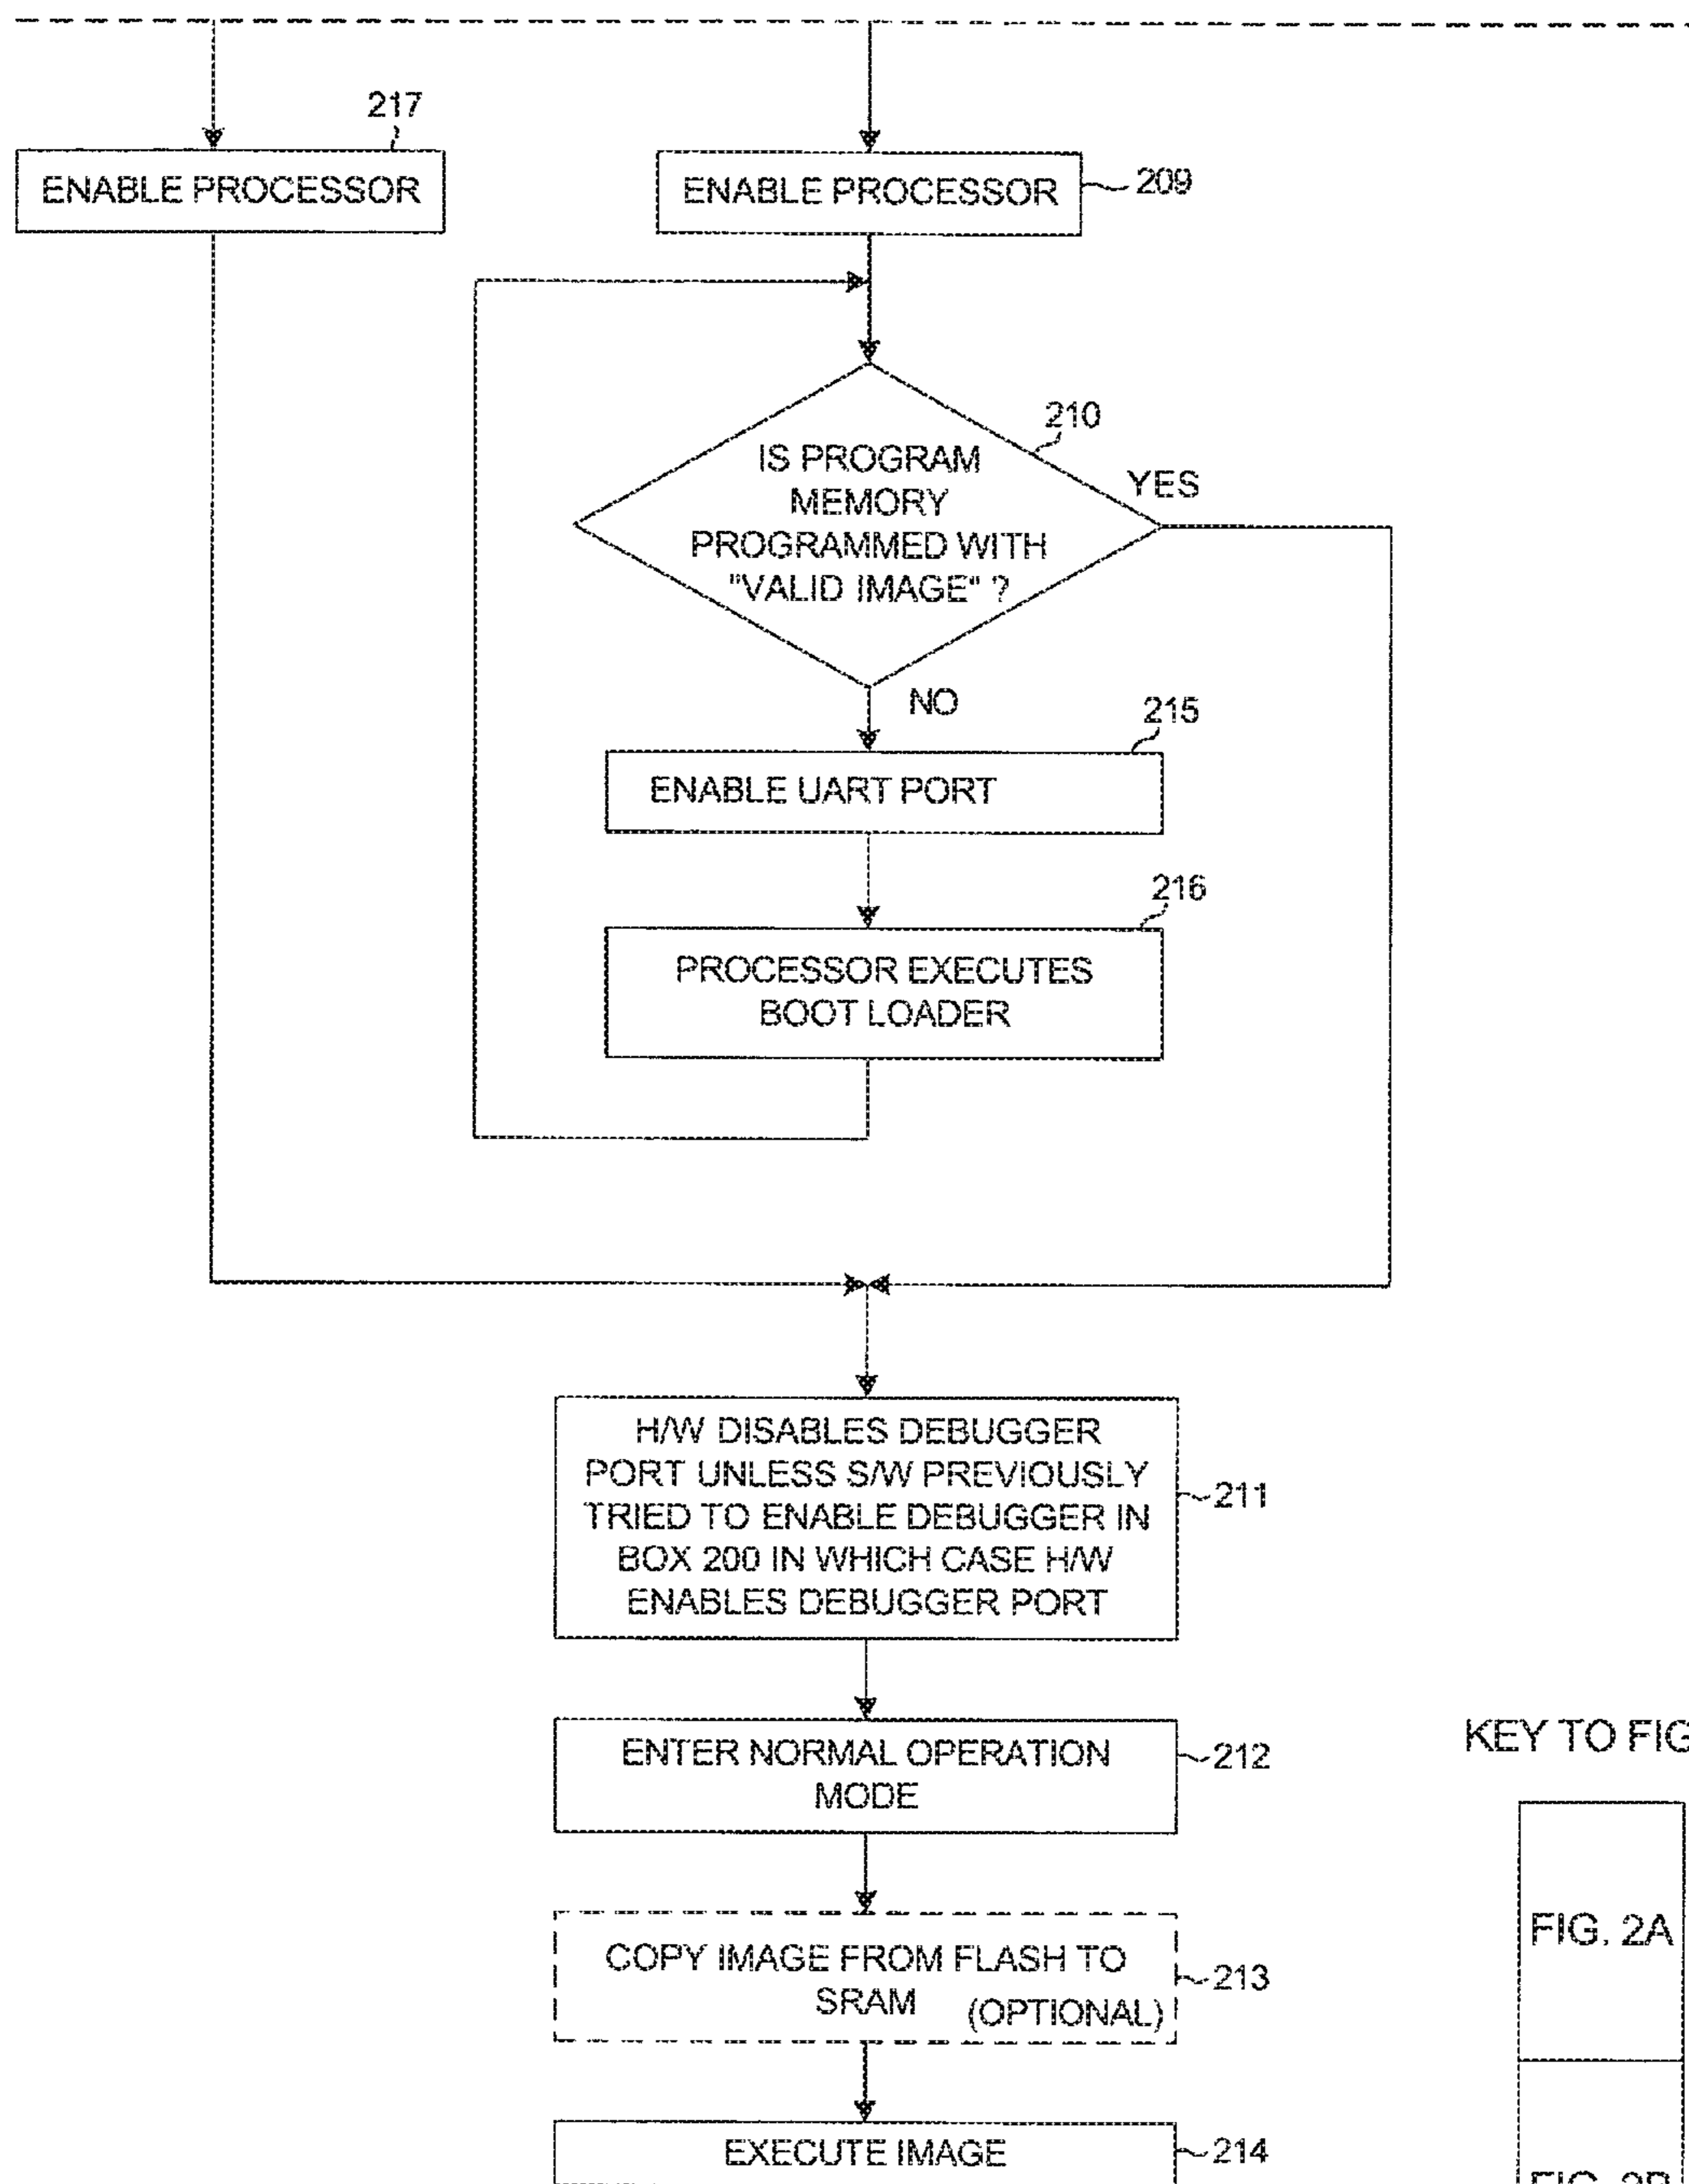 217
ENABLE PROCESSOR
ENABLE PROCESSOR
209
210
IS PROGRAM
MEMORY
PROGRAMMED WITH
"VALID IMAGE" ?
YES
NO
215
ENABLE UART PORT
216
PROCESSOR EXECUTES
BOOT LOADER
H/W DISABLES DEBUGGER
PORT UNLESS S/W PREVIOUSLY
TRIED TO ENABLE DEBUGGER IN
BOX 200 IN WHICH CASE H/W
ENABLES DEBUGGER PORT
211
ENTER NORMAL OPERATION
MODE
212
COPY IMAGE FROM FLASH TO
SRAM (OPTIONAL)
213
EXECUTE IMAGE
214
KEY TO FIG
FIG. 2A
FIG. 2B